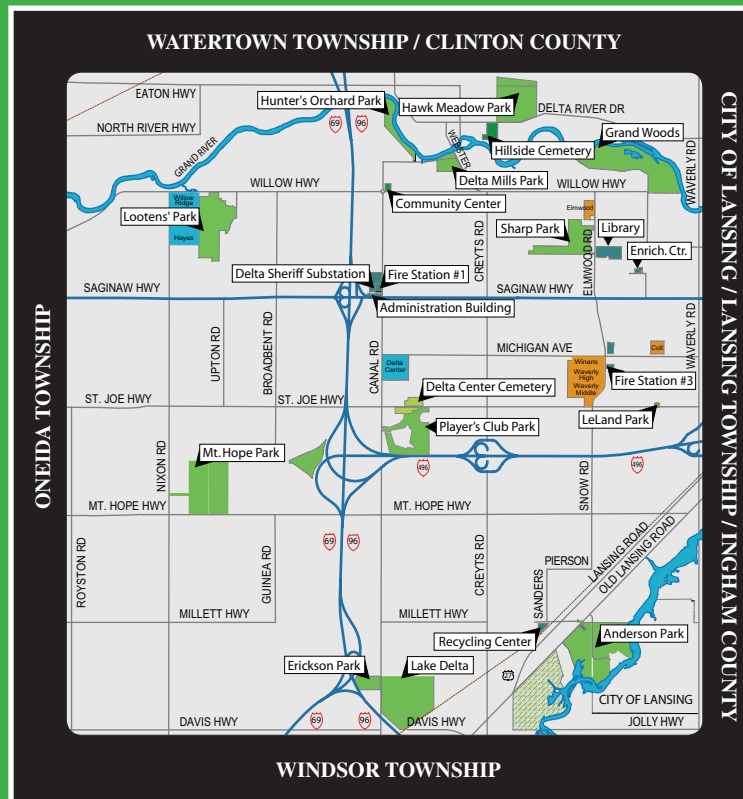 WATERTOWN TOWNSHIP / CLINTON COUNTY
EATON HWY
Hunter's Orchard Park
Hawk Meadow Park
DELTA RIVER DR
NORTH RIVER HWY
69
96
Grand Woods
WEBSTER
Hillside Cemetery
WAVERLY RD
GRAND RIVER
Delta Mills Park
WILLOW HWY
WILLOW HWY
Willow
Ridge
Community Center
Elmwood
Lootens' Park
Hayes
Sharp Park
Library
CREYTS RD
ELMWOOD RD
Enrich. Ctr.
Delta Sheriff Substation
Fire Station #1
SAGINAW HWY
SAGINAW HWY
Administration Building
UPTON RD
BROADBENT RD
CANAL RD
MICHIGAN AVE
Colt
WAVERLY RD
Delta
Center
Winans
Waverly
High
Waverly
Middle
Fire Station #3
Delta Center Cemetery
ST. JOE HWY
ST. JOE HWY
LeLand Park
Player's Club Park
NIXON RD
Mt. Hope Park
496
496
SNOW RD
MT. HOPE HWY
MT. HOPE HWY
69
96
ROYSTON RD
GUINEA RD
CREYTS RD
PIERSON
LANSING ROAD
OLD LANSING ROAD
SANDERS
MILLETT HWY
MILLETT HWY
Recycling Center
Anderson Park
Erickson Park
Lake Delta
CITY OF LANSING
DAVIS HWY
69
96
DAVIS HWY
JOLLY HWY
ONEIDA TOWNSHIP
CITY OF LANSING / LANSING TOWNSHIP / INGHAM COUNTY
WINDSOR TOWNSHIP